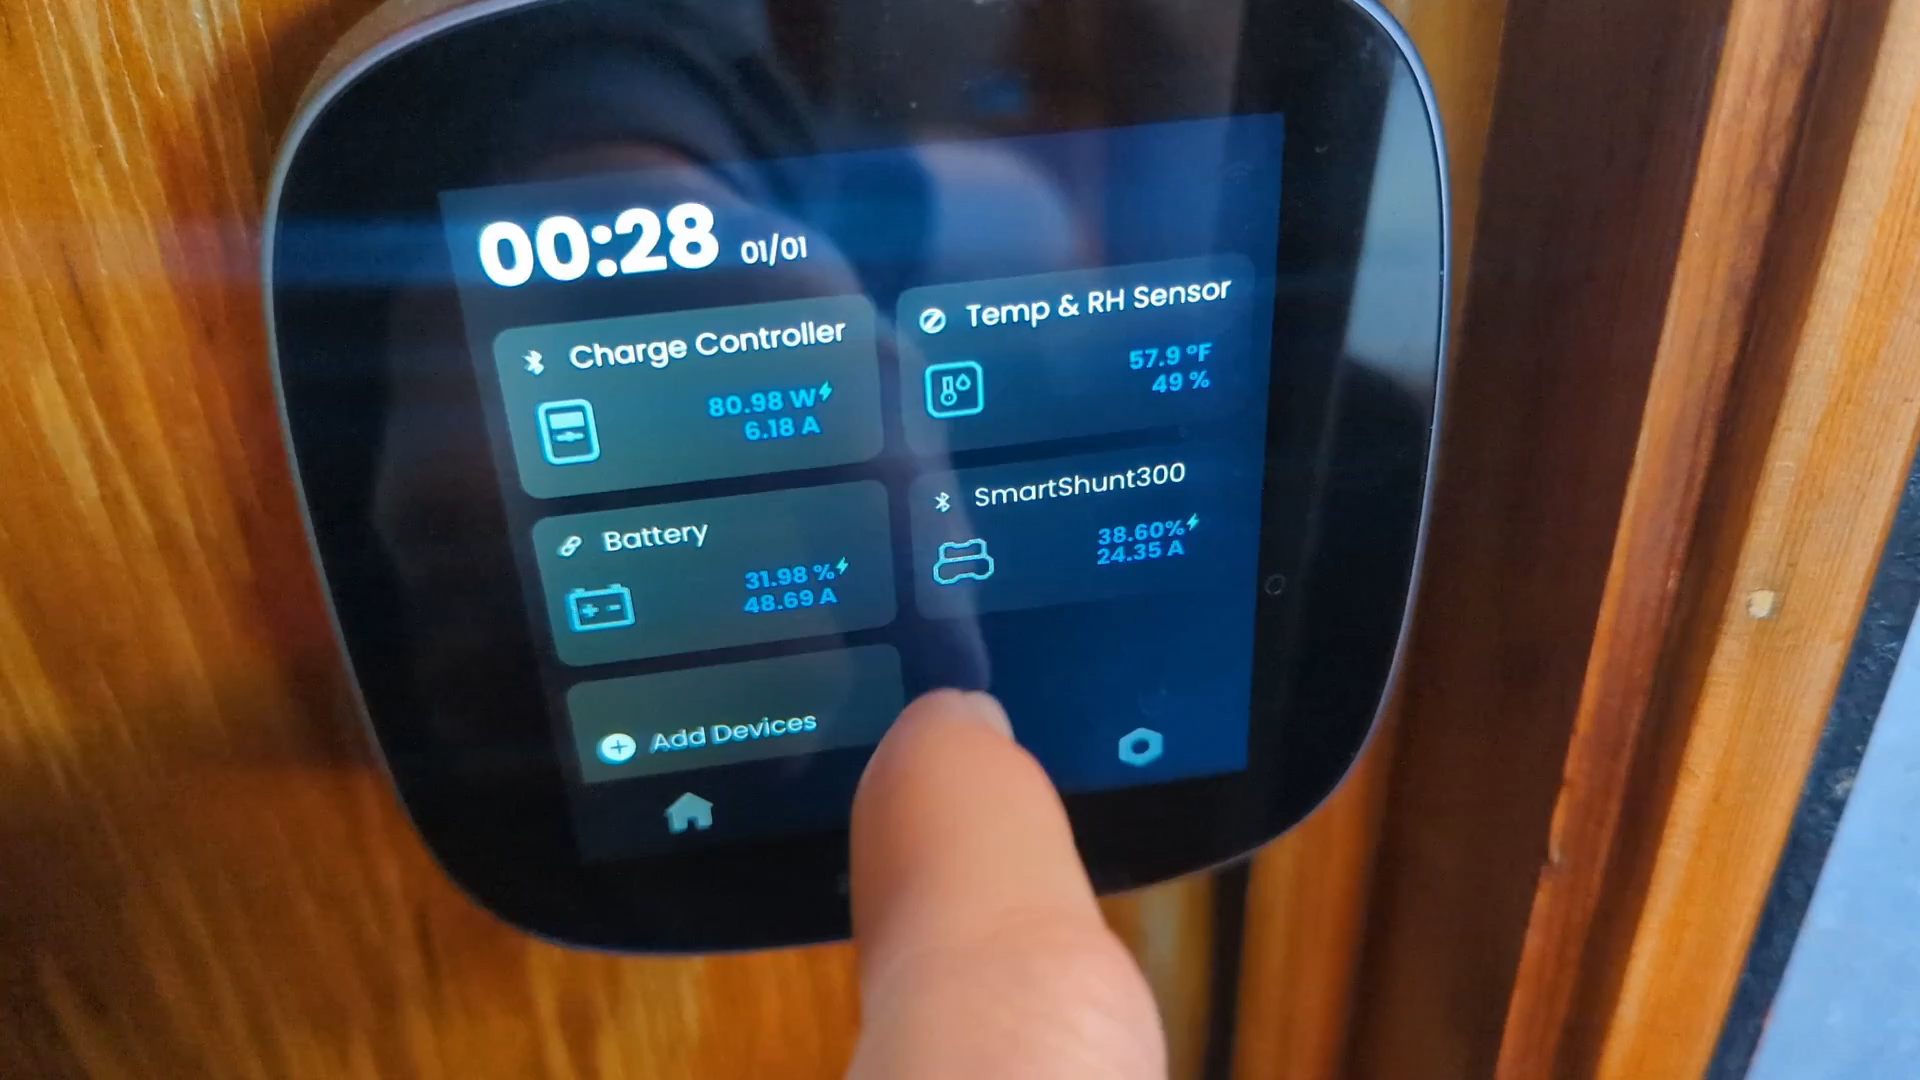 00:28 01/01
Charge Controller
80.98 W
6.18 A
Temp & RH Sensor
57.9 °F
49 %
Battery
31.98 %
48.69 A
SmartShunt300
38.60%
24.35 A
Add Devices